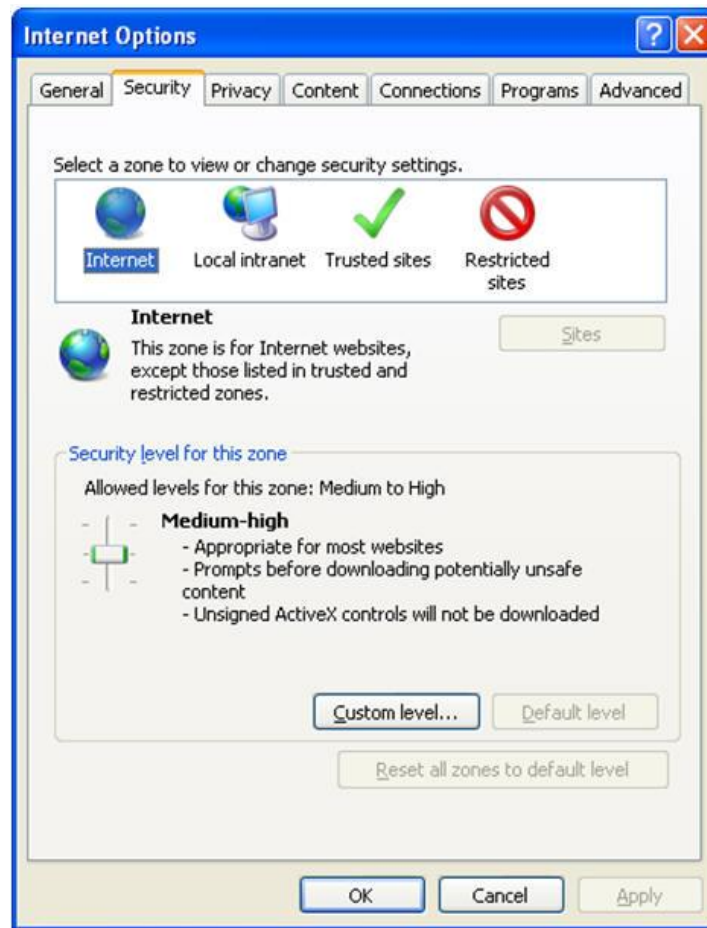 Internet Options
General Security Privacy Content Connections Programs Advanced
Select a zone to view or change security settings.
Internet Local intranet Trusted sites Restricted
sites
Internet
Sites
This zone is for Internet websites,
except those listed in trusted and
restricted zones.
Security level for this zone
Allowed levels for this zone: Medium to High
Medium-high
- Appropriate for most websites
- Prompts before downloading potentially unsafe
content
- Unsigned ActiveX controls will not be downloaded
Custom level... Default level
Reset all zones to default level
OK Cancel Apply